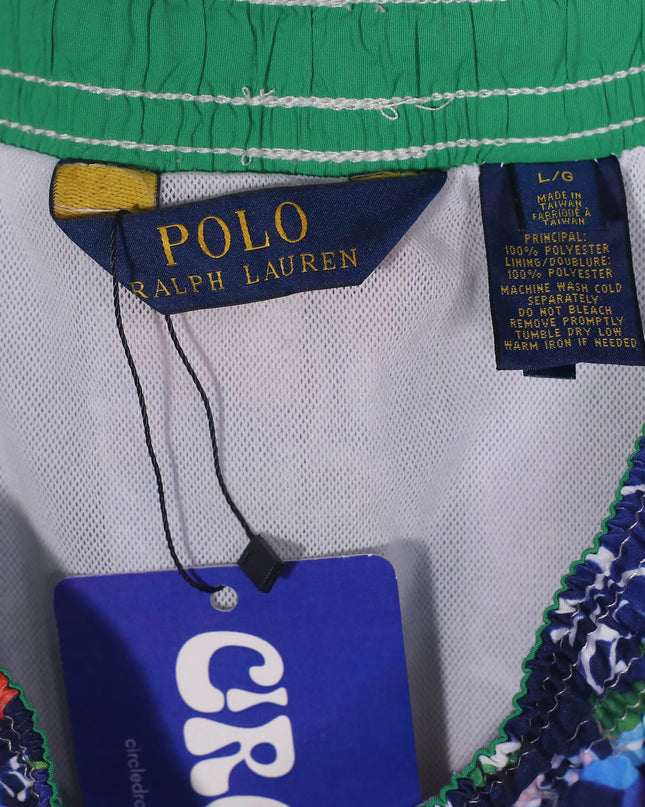 POLO
RALPH LAUREN
L/G
MADE IN
TAIWAN
FABRIQUÉ À
TAIWAN
PRINCIPAL:
100% POLYESTER
LINING/DOUBLURE:
100% POLYESTER
MACHINE WASH COLD
SEPARATELY
DO NOT BLEACH
REMOVE PROMPTLY
TUMBLE DRY LOW
WARM IRON IF NEEDED